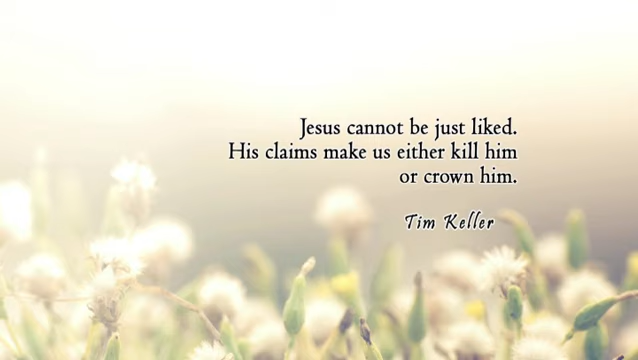 Jesus cannot be just liked.
His claims make us either kill him
or crown him.
Tim Keller